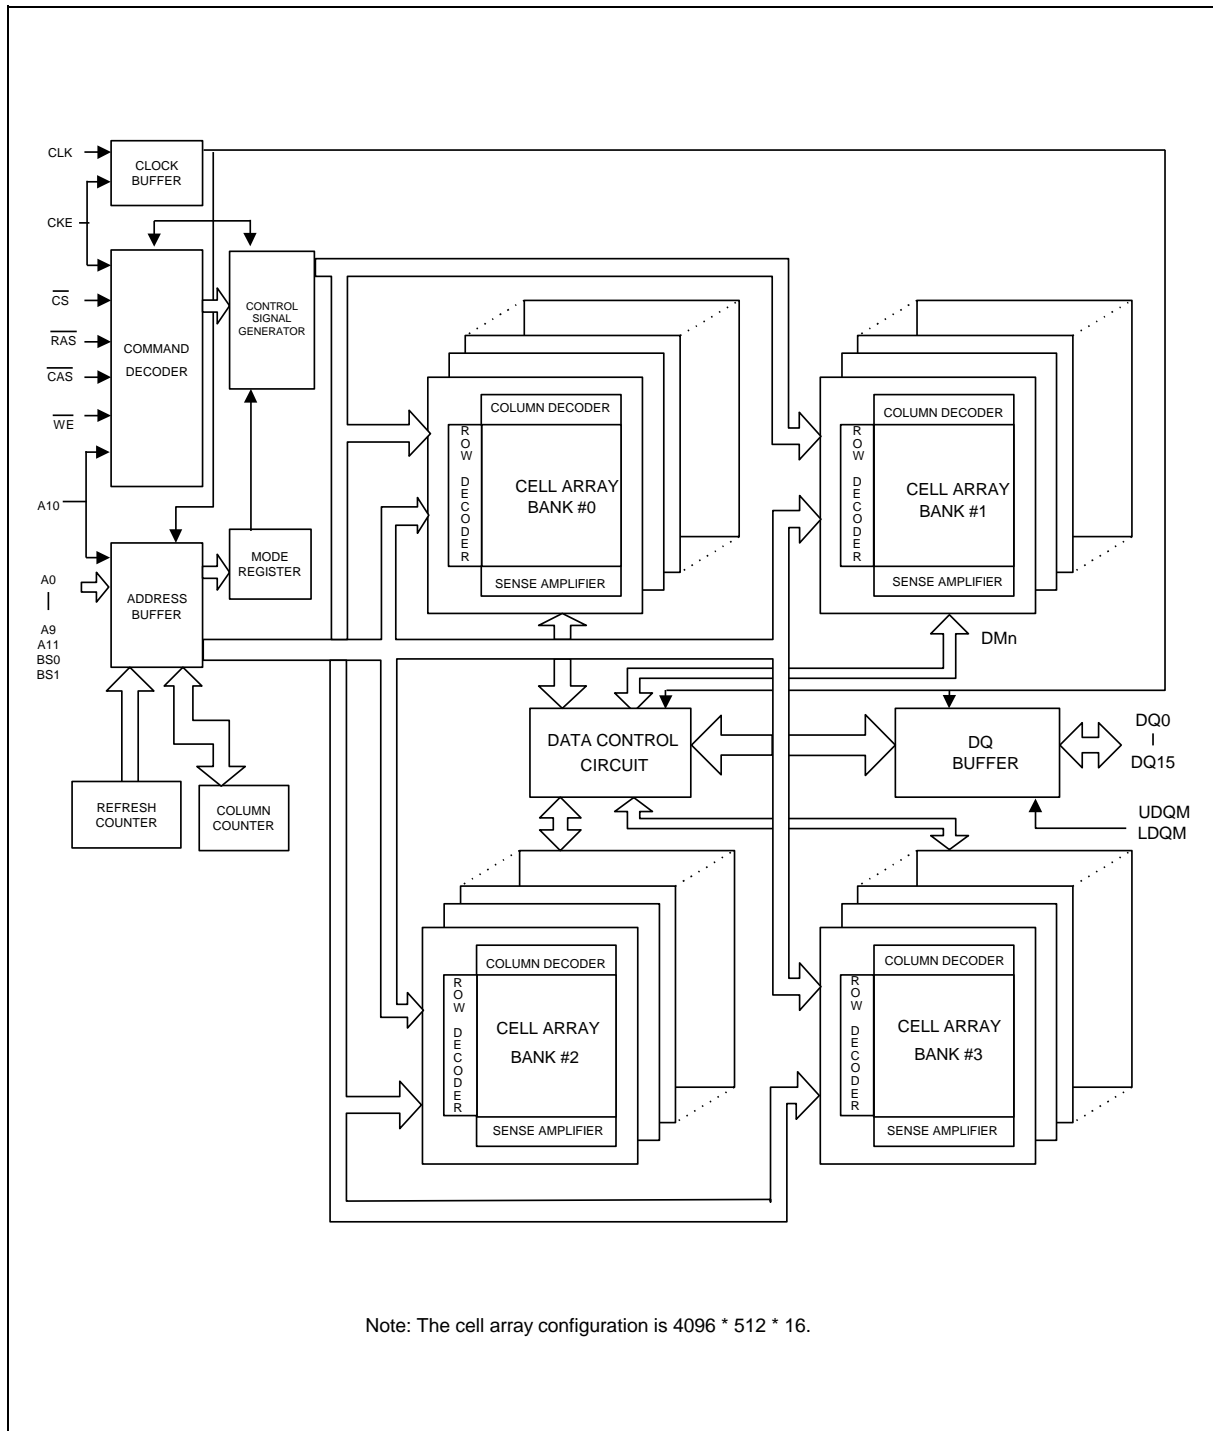 CLK
CLOCK
BUFFER
CKE
CS
RAS
CAS
WE
COMMAND
DECODER
CONTROL
SIGNAL
GENERATOR
A10
MODE
REGISTER
A0
A9
A11
BS0
BS1
ADDRESS
BUFFER
REFRESH
COUNTER
COLUMN
COUNTER
COLUMN DECODER
ROW DECODER
CELL ARRAY
BANK #0
SENSE AMPLIFIER
COLUMN DECODER
ROW DECODER
CELL ARRAY
BANK #1
SENSE AMPLIFIER
DMn
DATA CONTROL
CIRCUIT
DQ
BUFFER
DQ0
DQ15
UDQM
LDQM
COLUMN DECODER
ROW DECODER
CELL ARRAY
BANK #2
SENSE AMPLIFIER
COLUMN DECODER
ROW DECODER
CELL ARRAY
BANK #3
SENSE AMPLIFIER
Note: The cell array configuration is 4096 * 512 * 16.